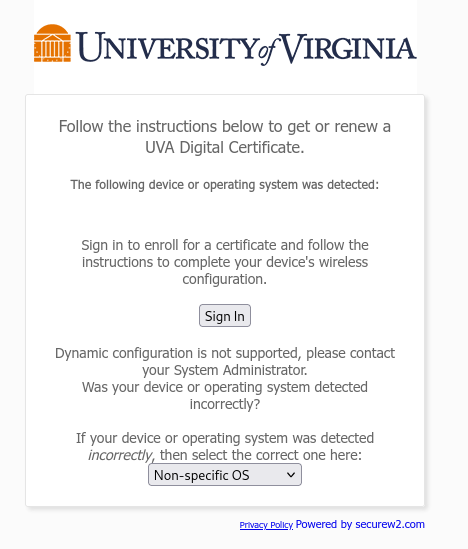 UNIVERSITY of VIRGINIA
Follow the instructions below to get or renew a
UVA Digital Certificate.
The following device or operating system was detected:
Sign in to enroll for a certificate and follow the
instructions to complete your device's wireless
configuration.
Sign In
Dynamic configuration is not supported, please contact
your System Administrator.
Was your device or operating system detected
incorrectly?
If your device or operating system was detected
incorrectly, then select the correct one here:
Non-specific OS
Privacy Policy Powered by securew2.com